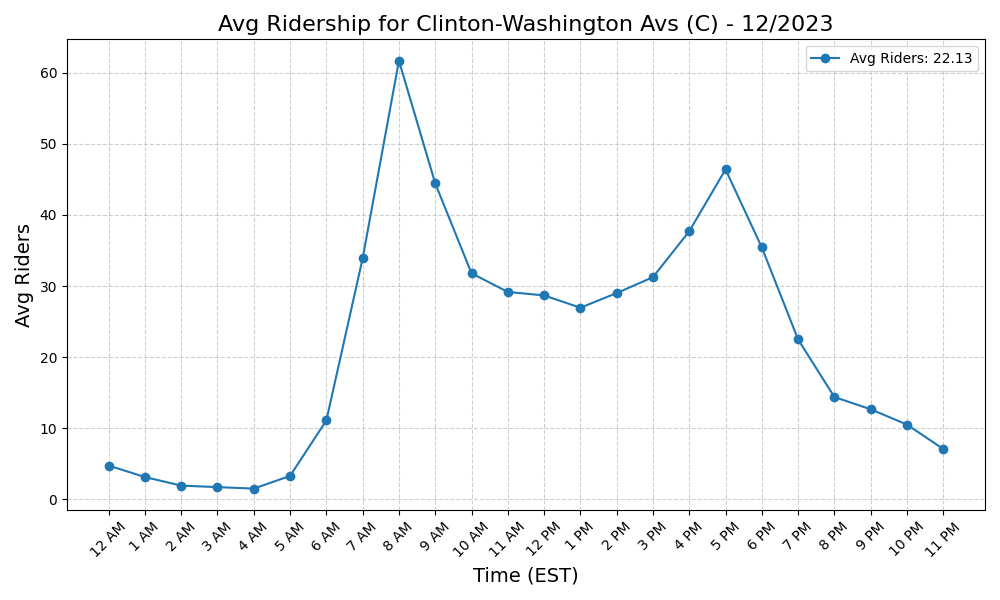 Avg Ridership for Clinton-Washington Avs (C) - 12/2023
Avg Riders: 22.13
Avg Riders
60
50
40
30
20
10
0
12 AM
1 AM
2 AM
3 AM
4 AM
5 AM
6 AM
7 AM
8 AM
9 AM
10 AM
11 AM
12 PM
1 PM
2 PM
3 PM
4 PM
5 PM
6 PM
7 PM
8 PM
9 PM
10 PM
11 PM
Time (EST)